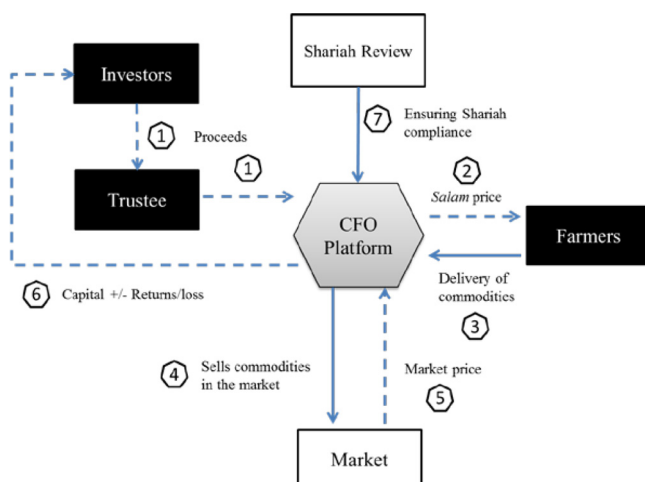 Investors
Shariah Review
1
Proceeds
7
Ensuring Shariah
compliance
1
2
Trustee
Salam price
CFO
Platform
Farmers
Delivery of
commodities
6
Capital +/- Returns/loss
3
4
Sells commodities
in the market
Market price
5
Market